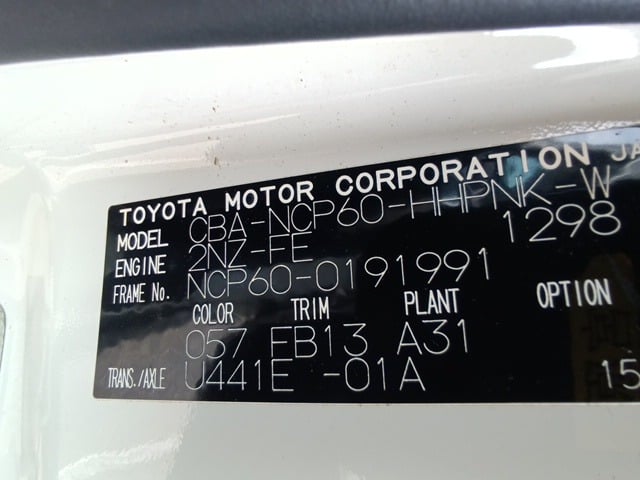 TOYOTA MOTOR CORPORATION JA
MODEL CBA-NCP60-HHPNK-W
ENGINE 2NZ-FE 1298
FRAME No. NCP60-0191991
COLOR TRIM PLANT OPTION
057 FB13 A31
TRANS./AXLE U441E -01A 15